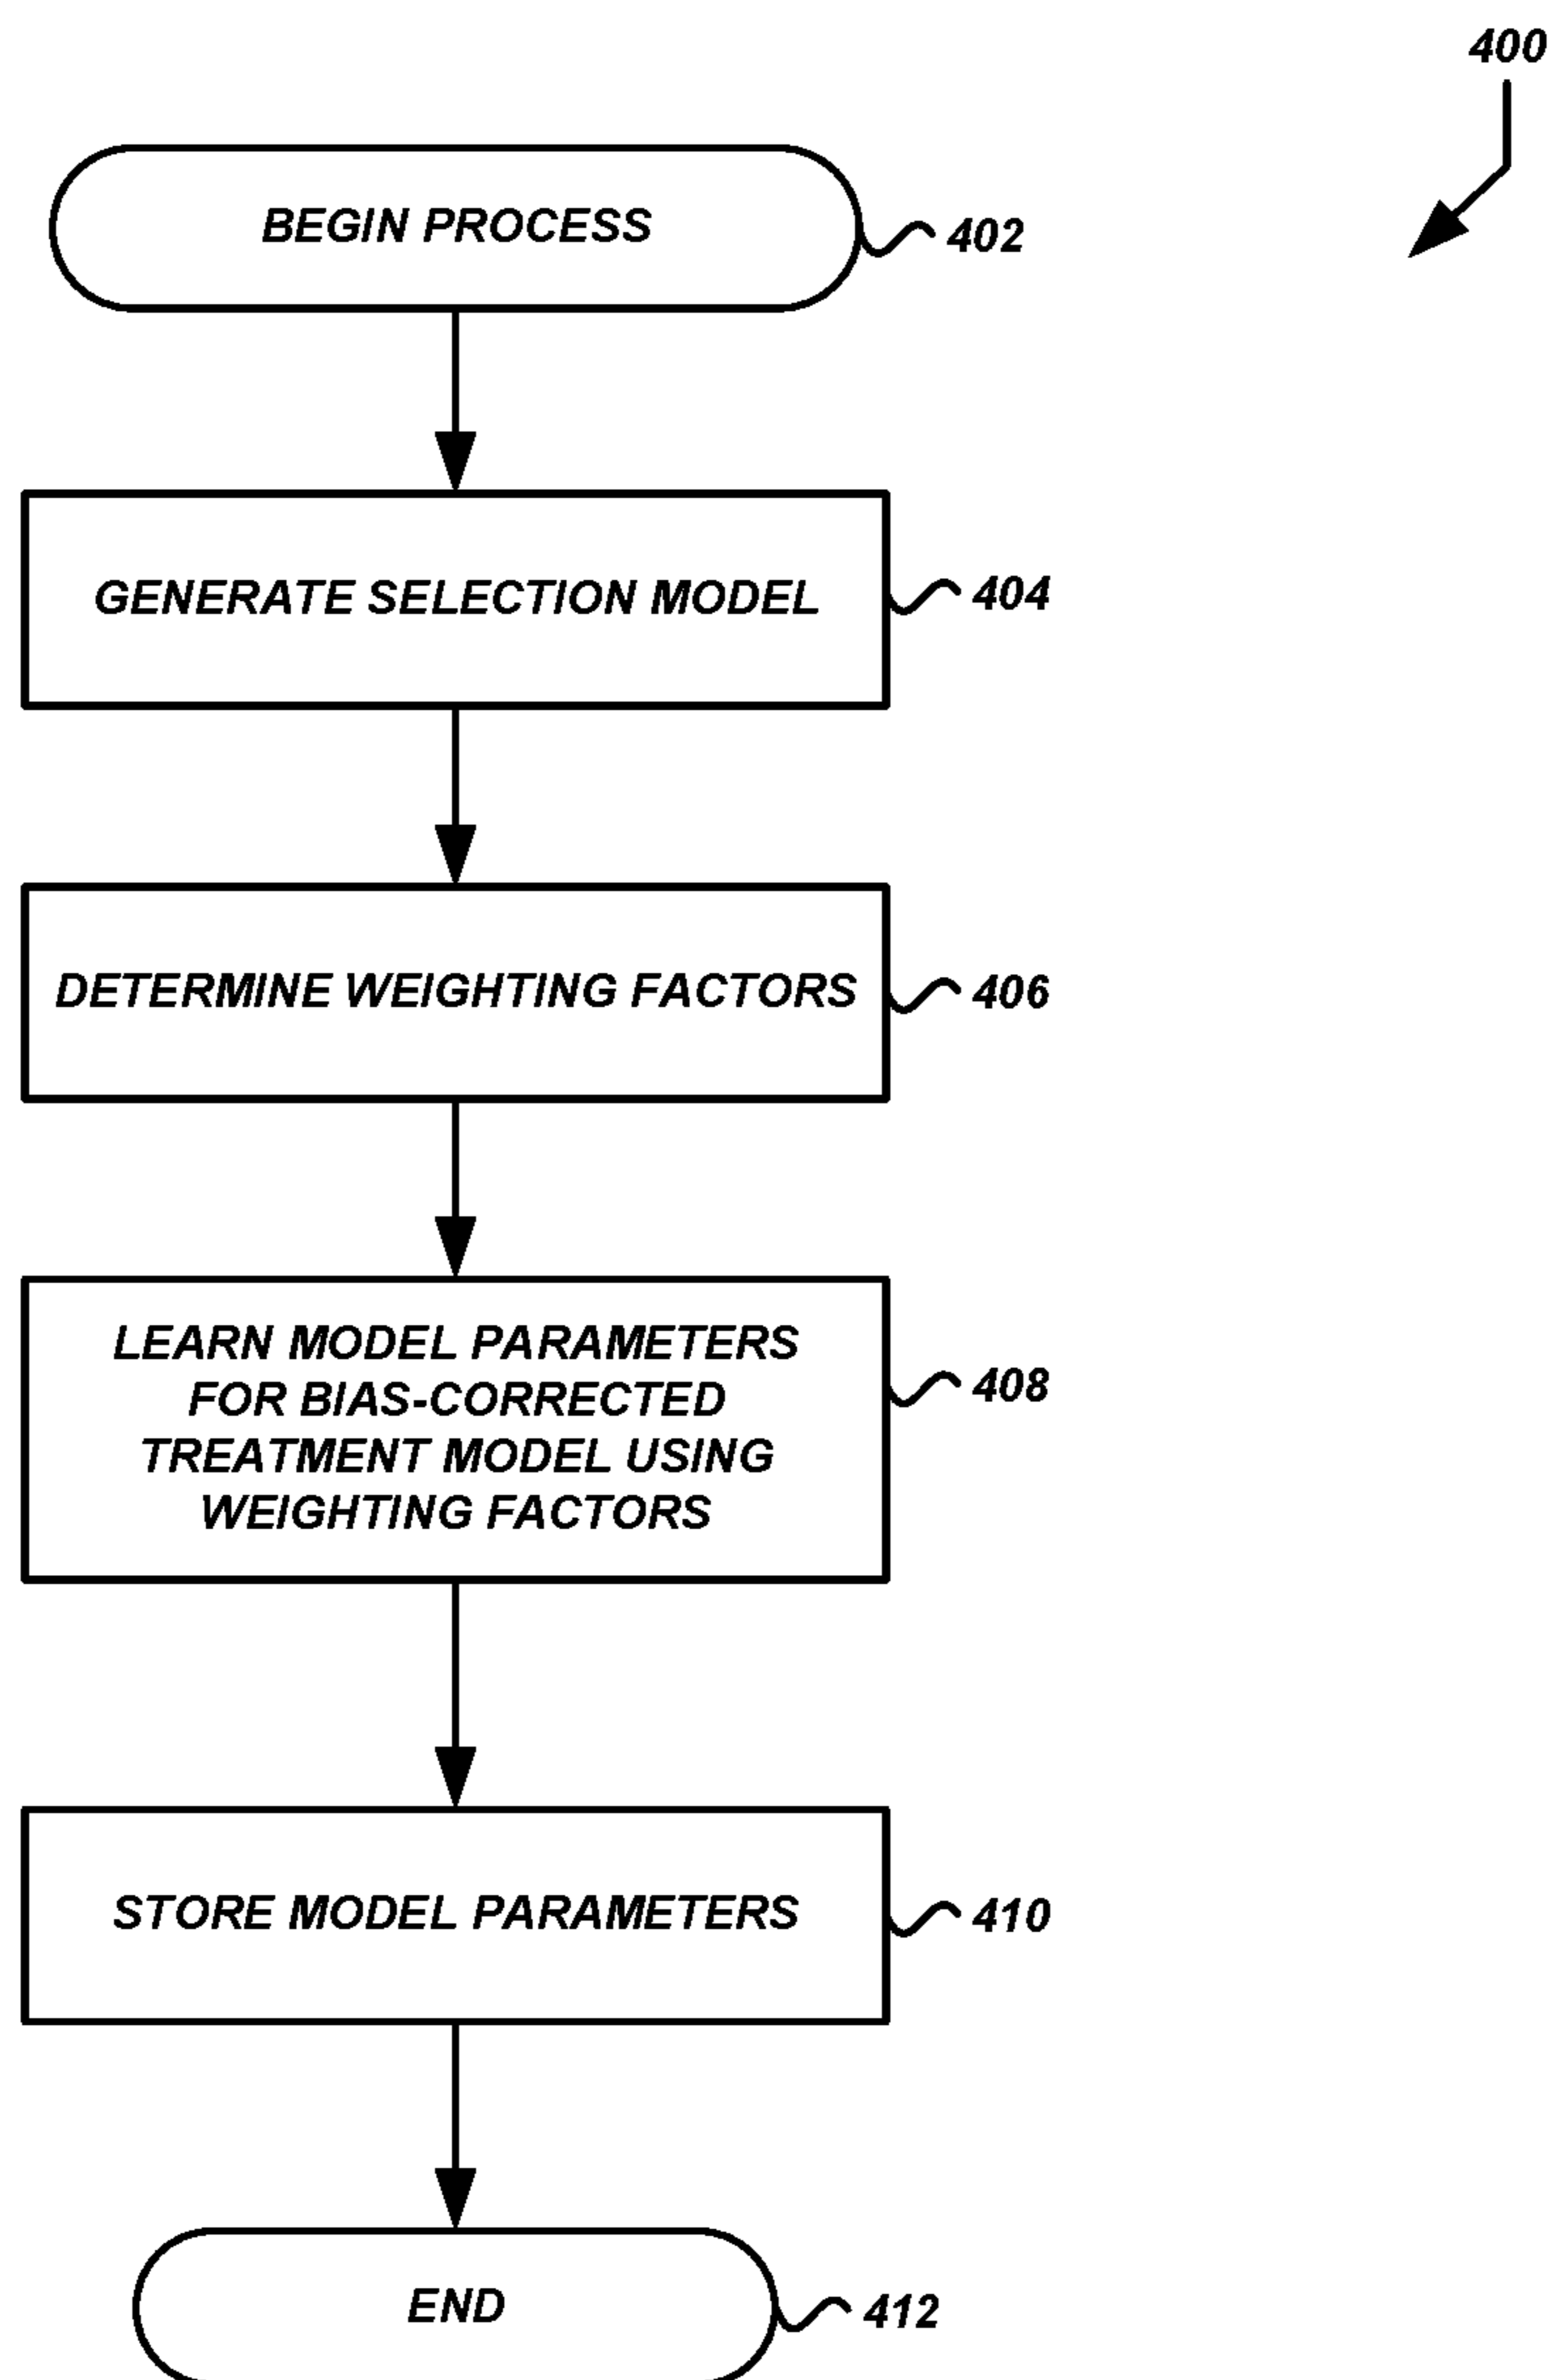 400
BEGIN PROCESS
402
GENERATE SELECTION MODEL
404
DETERMINE WEIGHTING FACTORS
406
LEARN MODEL PARAMETERS
FOR BIAS-CORRECTED
TREATMENT MODEL USING
WEIGHTING FACTORS
408
STORE MODEL PARAMETERS
410
END
412